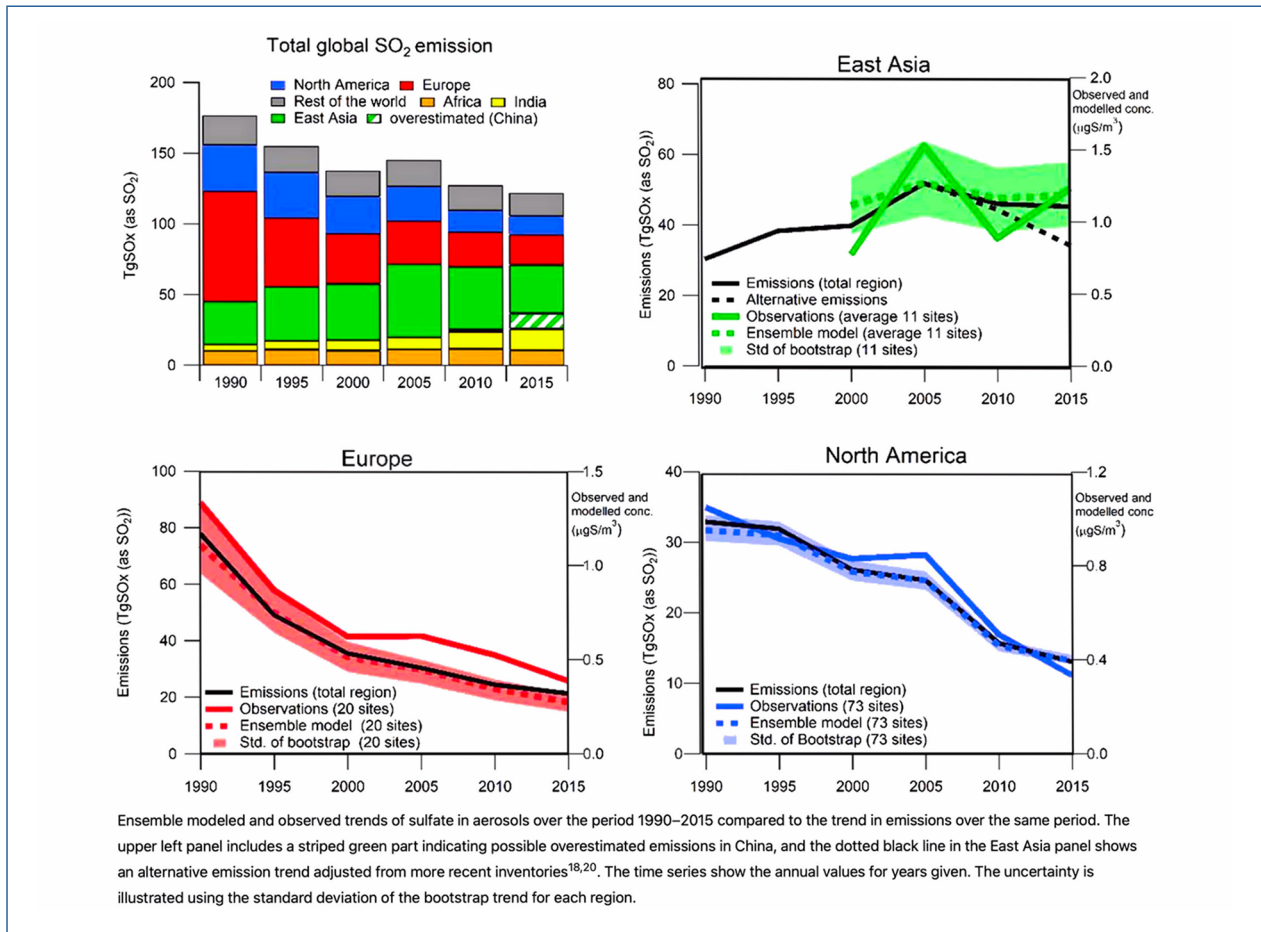 Total global SO2 emission
North America
Europe
Rest of the world
Africa
India
East Asia
overestimated (China)
TgSOx (as SO2)
200
150
100
50
0
1990 1995 2000 2005 2010 2015
East Asia
Emissions (TgSOx (as SO2))
80
60
40
20
0
2.0
Observed and
modelled conc.
(µgS/m3)
1.5
1.0
0.5
0.0
Emissions (total region)
Alternative emissions
Observations (average 11 sites)
Ensemble model (average 11 sites)
Std of bootstrap (11 sites)
1990 1995 2000 2005 2010 2015
Europe
Emissions (TgSOx (as SO2))
100
80
60
40
20
0
1.5
Observed and
modelled conc.
(µgS/m3)
1.0
0.5
0.0
Emissions (total region)
Observations (20 sites)
Ensemble model (20 sites)
Std. of bootstrap (20 sites)
1990 1995 2000 2005 2010 2015
North America
Emissions (TgSOx (as SO2))
40
30
20
10
0
1.2
Observed and
modelled conc
(µgS/m3)
0.8
0.4
0.0
Emissions (total region)
Observations (73 sites)
Ensemble model (73 sites)
Std. of Bootstrap (73 sites)
1990 1995 2000 2005 2010 2015
Ensemble modeled and observed trends of sulfate in aerosols over the period 1990–2015 compared to the trend in emissions over the same period. The
upper left panel includes a striped green part indicating possible overestimated emissions in China, and the dotted black line in the East Asia panel shows
an alternative emission trend adjusted from more recent inventories18,20. The time series show the annual values for years given. The uncertainty is
illustrated using the standard deviation of the bootstrap trend for each region.